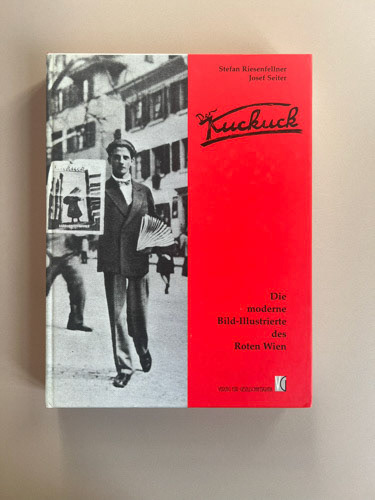 Stefan Riesenfellner
Josef Seiter
Der
Kuckuck
Die
moderne
Bild-Illustrierte
des
Roten Wien